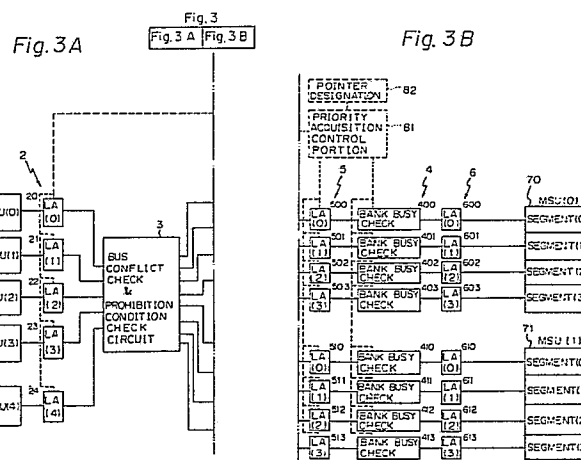 Fig. 3
Fig. 3 A Fig. 3 B
Fig. 3A
Fig. 3B
2
20
LA
(0)
U(0)
21
LA
(1)
U(1)
22
LA
(2)
U(2)
23
LA
(3)
U(3)
24
LA
(4)
U(4)
3
BUS
CONFLICT
CHECK
&
PROHIBITION
CONDITION
CHECK
CIRCUIT
POINTER
DESIGNATION
82
PRIORITY
ACQUISITION
CONTROL
PORTION
81
5
4
6
70
MSU(0)
500
LA
(0)
400
BANK BUSY
CHECK
600
LA
(0)
SEGMENT(0
501
LA
(1)
401
BANK BUSY
CHECK
601
LA
(1)
SEGMENT(
502
LA
(2)
402
BANK BUSY
CHECK
602
LA
(2)
SEGMENT(2
503
LA
(3)
403
BANK BUSY
CHECK
603
LA
(3)
SEGMENT(3
71
MSU (1)
510
LA
(0)
410
BANK BUSY
CHECK
610
LA
(0)
SEGMENT(0
511
LA
(1)
411
BANK BUSY
CHECK
611
LA
(1)
SEGMENT(
512
LA
(2)
412
BANK BUSY
CHECK
612
LA
(2)
SEGMENT(2
513
LA
(3)
413
BANK BUSY
CHECK
613
LA
(3)
SEGMENT(3